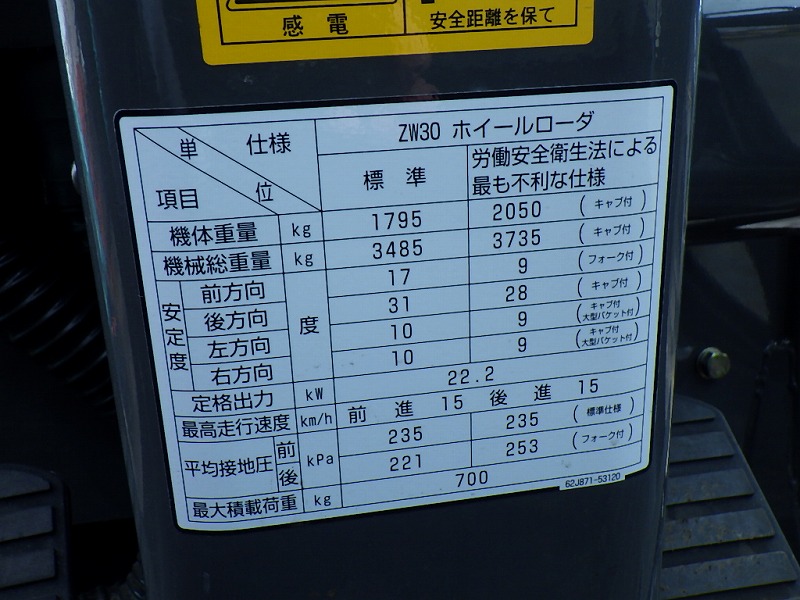 感電
安全距離を保て
単位 仕様 項目 ZW30 ホイールローダ
標準 労働安全衛生法による
最も不利な仕様
機体重量 kg 1795 2050 (キャブ付)
機械総重量 kg 3485 3735 (キャブ付)
安定度 前方向 度 17 9 (フォーク付)
後方向 31 28 (キャブ付)
左方向 10 9 (キャブ付 大型バケット付)
右方向 10 9 (キャブ付 大型バケット付)
定格出力 kW 22.2
最高走行速度 km/h 前進 15 後進 15
平均接地圧 前 kPa 235 235 (標準仕様)
後 221 253 (フォーク付)
最大積載荷重 kg 700
62J871-53120